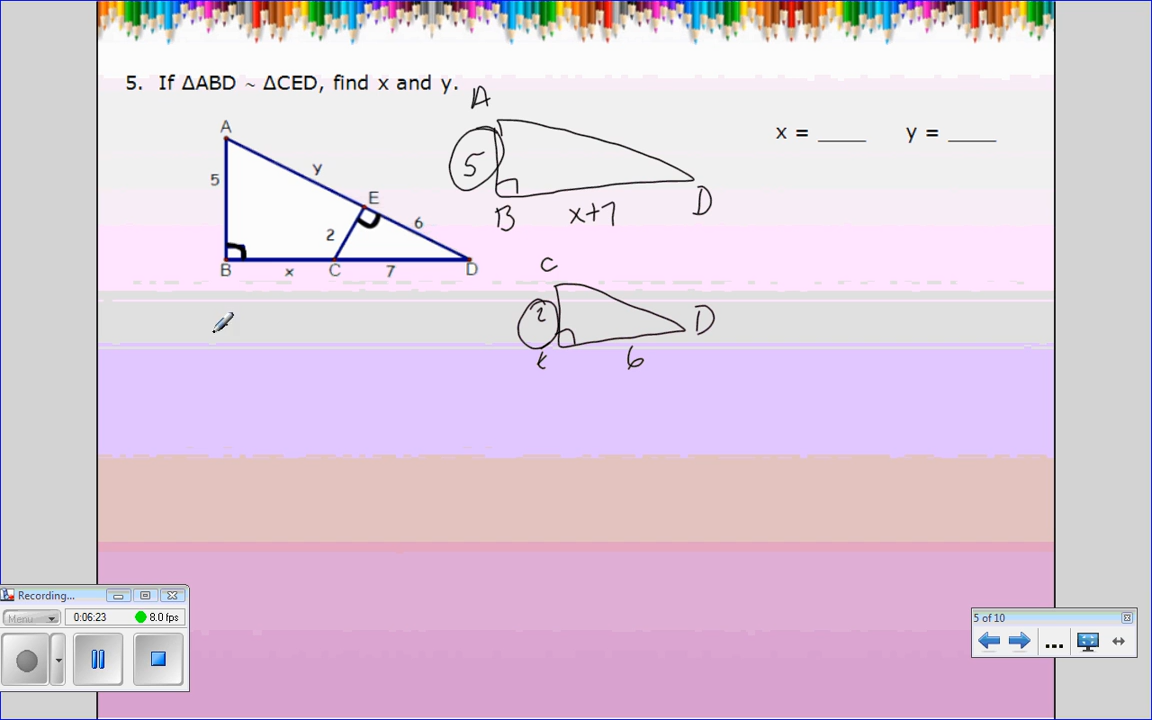 5. If ΔABD ~ ΔCED, find x and y.
x = ____ y = ____
A
y
5
E
6
2
B
x
C
7
D
A
5
B
x+7
D
C
2
D
6
Recording...
Menu
0:06:23
8.0 fps
5 of 10
...